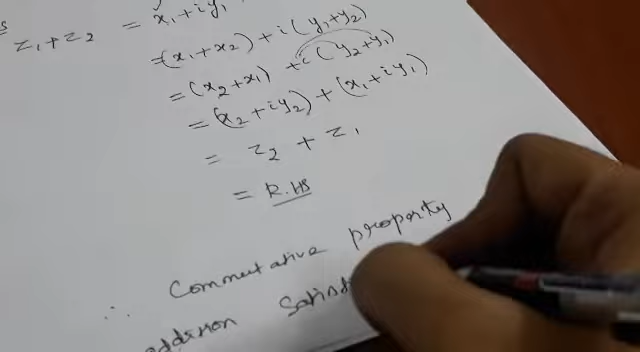 s
z₁+z₂ = x₁+iy₁
=(x₁+x₂)+i(y₁+y₂)
=(x₂+x₁)+i(y₂+y₁)
=(x₂+iy₂)+(x₁+iy₁)
= z₂ + z₁
= R.HS
∴ Commutative property
addition